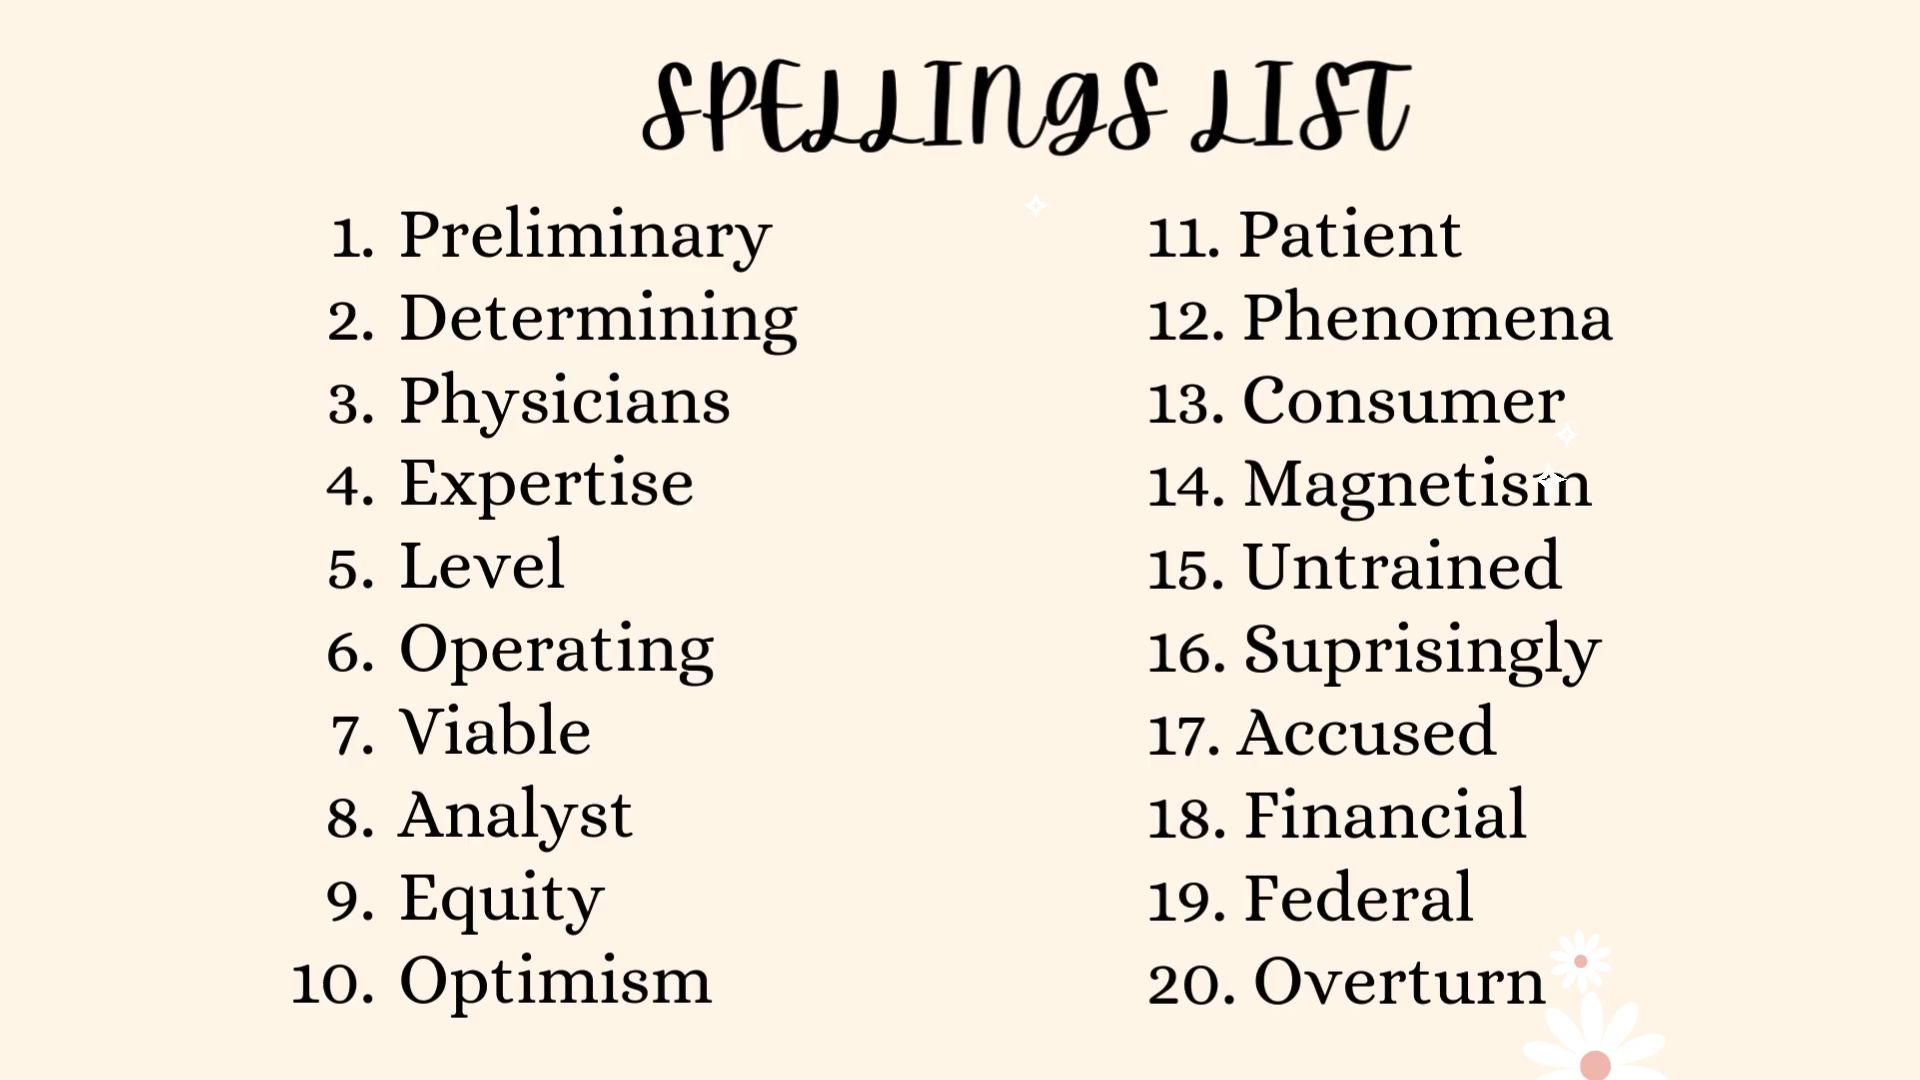 SPELLINGS LIST
1. Preliminary
2. Determining
3. Physicians
4. Expertise
5. Level
6. Operating
7. Viable
8. Analyst
9. Equity
10. Optimism
11. Patient
12. Phenomena
13. Consumer
14. Magnetism
15. Untrained
16. Suprisingly
17. Accused
18. Financial
19. Federal
20. Overturn